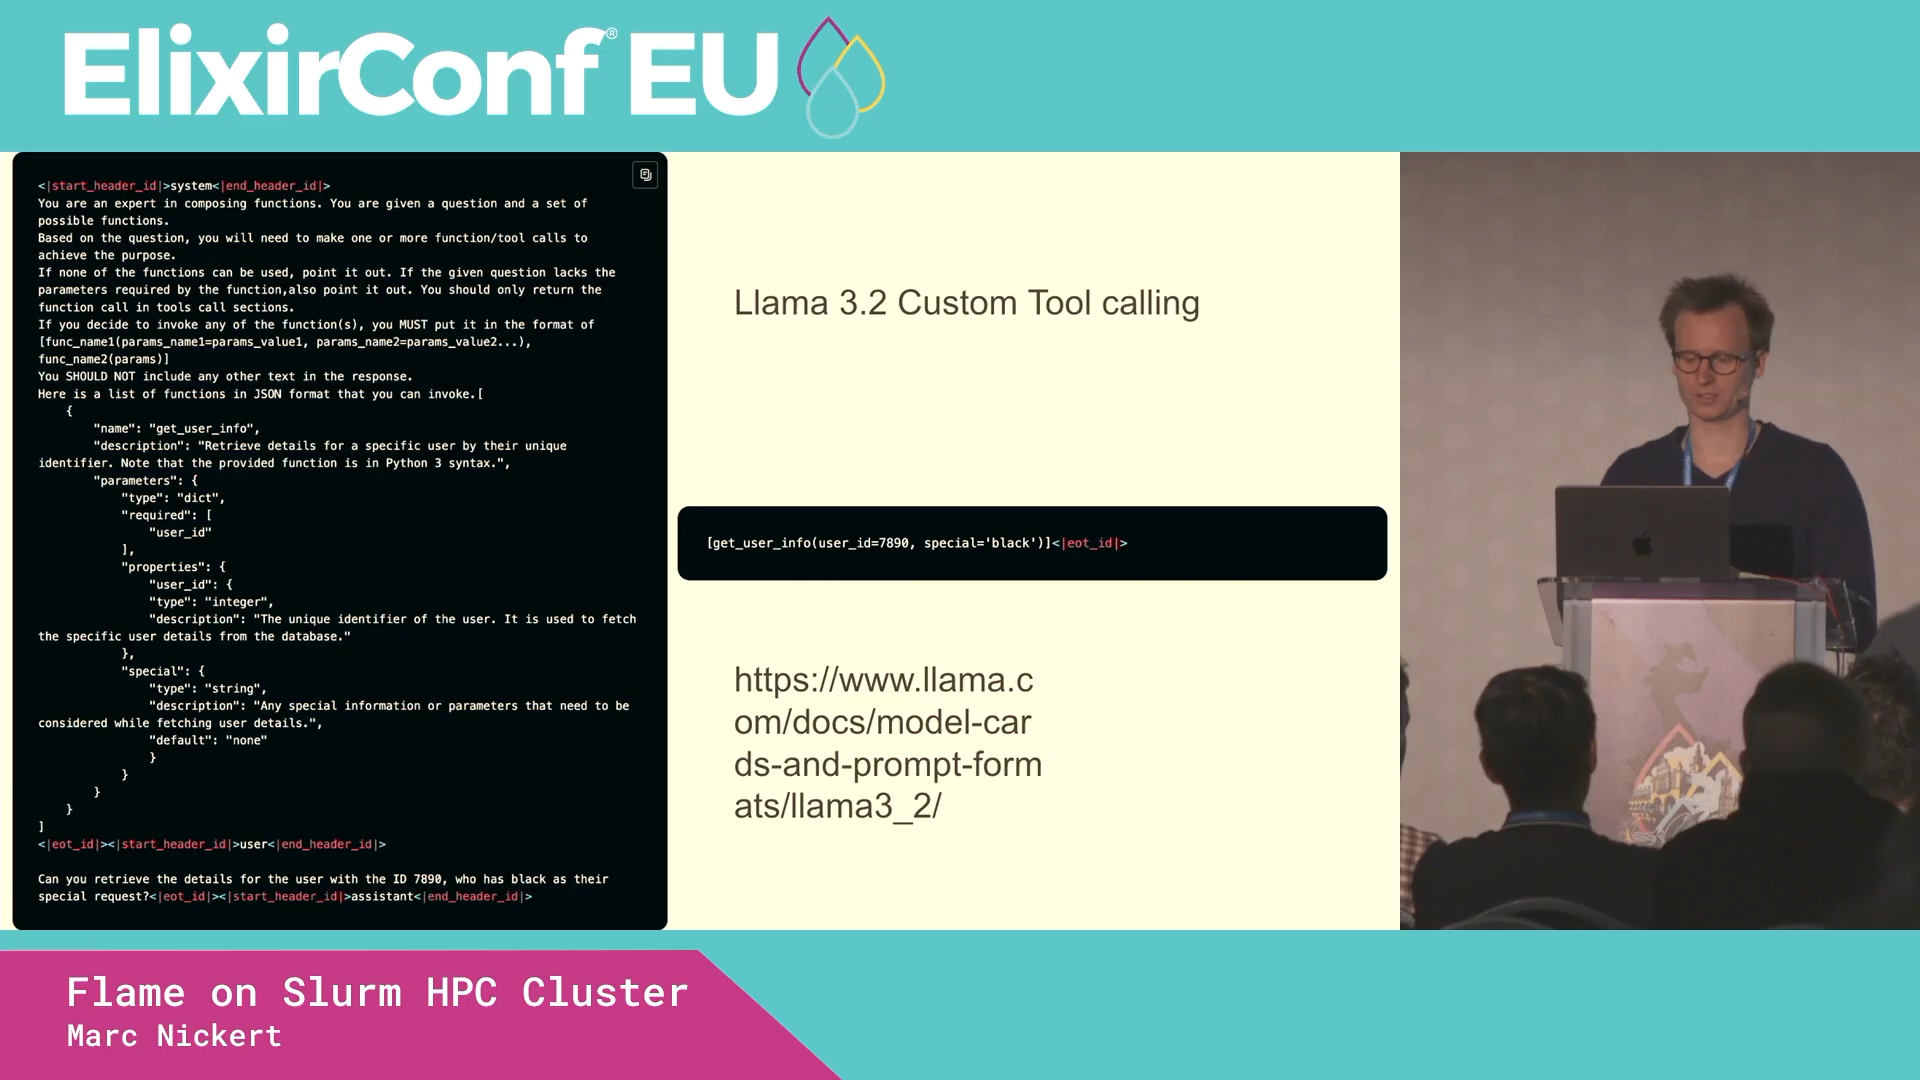 ElixirConf® EU
<|start_header_id|>system<|end_header_id|>
You are an expert in composing functions. You are given a question and a set of
possible functions.
Based on the question, you will need to make one or more function/tool calls to
achieve the purpose.
If none of the functions can be used, point it out. If the given question lacks the
parameters required by the function,also point it out. You should only return the
function call in tools call sections.
If you decide to invoke any of the function(s), you MUST put it in the format of
[func_name1(params_name1=params_value1, params_name2=params_value2...),
func_name2(params)]
You SHOULD NOT include any other text in the response.
Here is a list of functions in JSON format that you can invoke.[
    {
        "name": "get_user_info",
        "description": "Retrieve details for a specific user by their unique
identifier. Note that the provided function is in Python 3 syntax.",
        "parameters": {
            "type": "dict",
            "required": [
                "user_id"
            ],
            "properties": {
                "user_id": {
                "type": "integer",
                "description": "The unique identifier of the user. It is used to fetch
the specific user details from the database."
            },
            "special": {
                "type": "string",
                "description": "Any special information or parameters that need to be
considered while fetching user details.",
                "default": "none"
                }
            }
        }
    }
]
<|eot_id|><|start_header_id|>user<|end_header_id|>
Can you retrieve the details for the user with the ID 7890, who has black as their
special request?<|eot_id|><|start_header_id|>assistant<|end_header_id|>
Llama 3.2 Custom Tool calling
[get_user_info(user_id=7890, special='black')]<|eot_id|>
https://www.llama.c
om/docs/model-car
ds-and-prompt-form
ats/llama3_2/
Flame on Slurm HPC Cluster
Marc Nickert